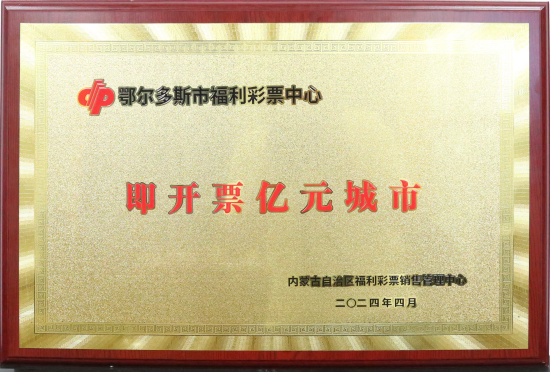 鄂尔多斯市福利彩票中心
即开票亿元城市
内蒙古自治区福利彩票销售管理中心
二〇二四年四月